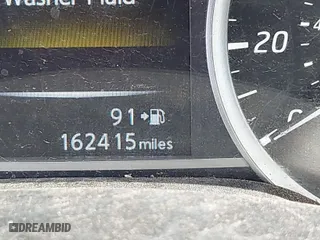 Washer Fluid
20
91
162415 miles
DREAMBID